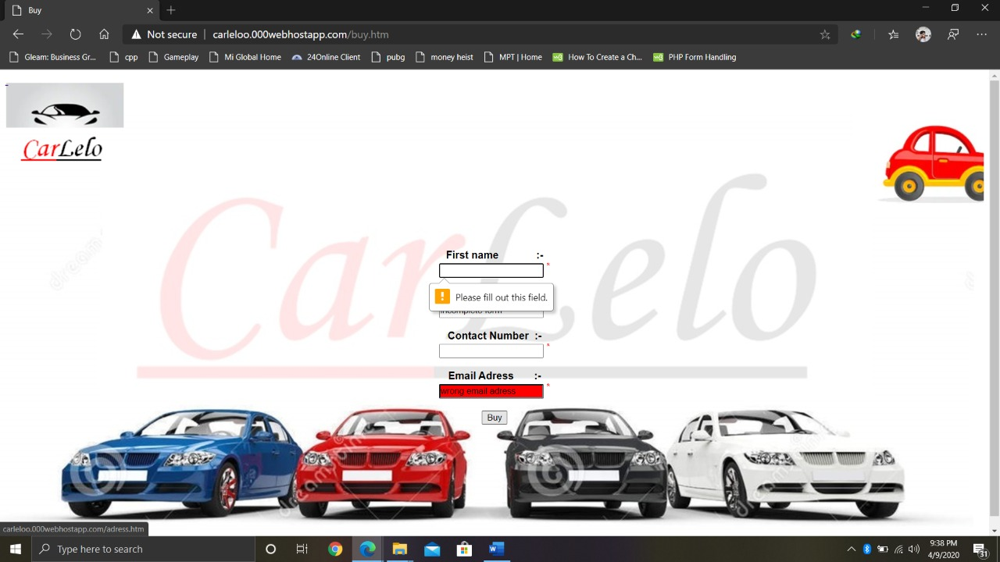 Buy
Not secure | carleloo.000webhostapp.com/buy.htm
Gleam: Business Gr... cpp Gameplay Mi Global Home 24Online Client pubg money heist MPT | Home How To Create a Ch... PHP Form Handling
CarLelo
CarLelo
First name :-
*
Please fill out this field.
incomplete form
Contact Number :-
*
Email Adress :-
wrong email adress *
Buy
carleloo.000webhostapp.com/adress.htm
Type here to search
9:38 PM
4/9/2020
31